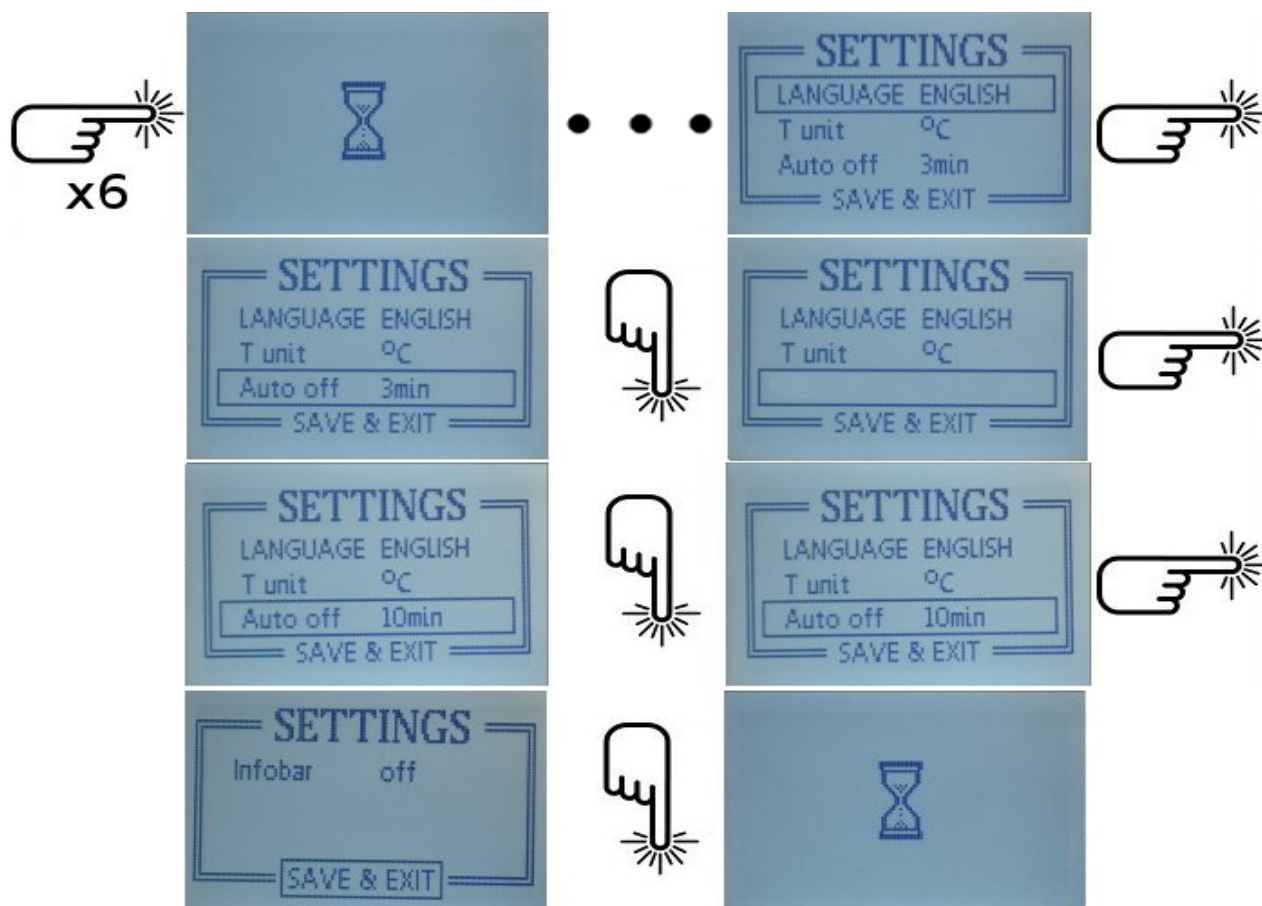 x6
SETTINGS
LANGUAGE ENGLISH
T unit °C
Auto off 3min
SAVE & EXIT
SETTINGS
LANGUAGE ENGLISH
T unit °C
Auto off 3min
SAVE & EXIT
SETTINGS
LANGUAGE ENGLISH
T unit °C
SAVE & EXIT
SETTINGS
LANGUAGE ENGLISH
T unit °C
Auto off 10min
SAVE & EXIT
SETTINGS
LANGUAGE ENGLISH
T unit °C
Auto off 10min
SAVE & EXIT
SETTINGS
Infobar off
SAVE & EXIT